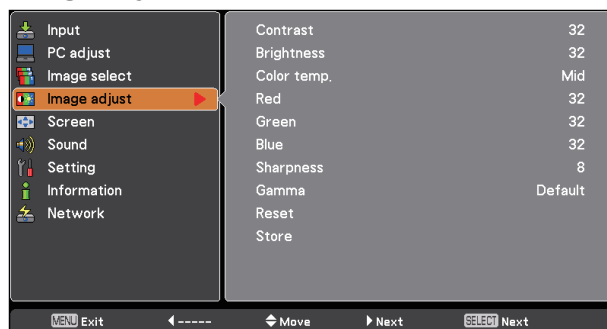 Input
PC adjust
Image select
Image adjust
Screen
Sound
Setting
Information
Network
Contrast 32
Brightness 32
Color temp. Mid
Red 32
Green 32
Blue 32
Sharpness 8
Gamma Default
Reset
Store
MENU Exit ◀----- Move ▶ Next SELECT Next